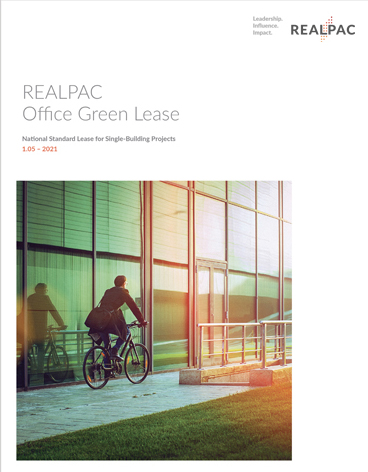 Leadership.
Influence.
Impact.
REALPAC
REALPAC
Office Green Lease
National Standard Lease for Single-Building Projects
1.05 – 2021